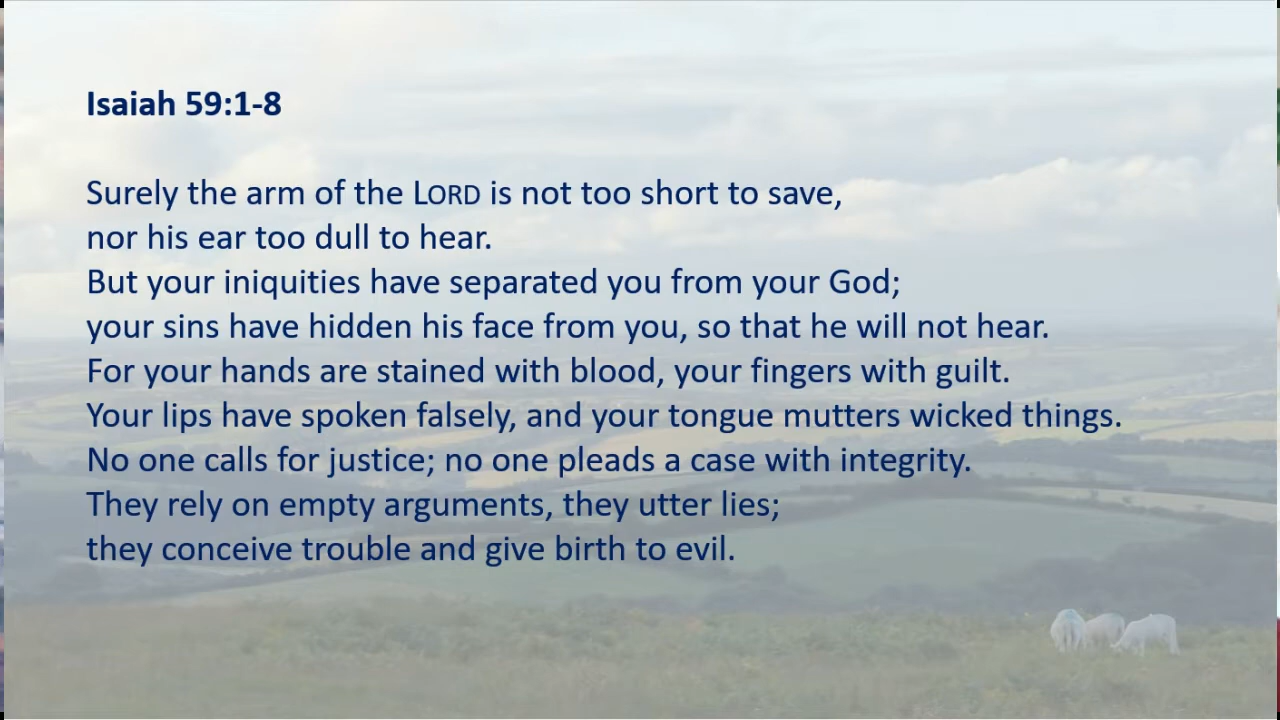 Isaiah 59:1-8
Surely the arm of the LORD is not too short to save,
nor his ear too dull to hear.
But your iniquities have separated you from your God;
your sins have hidden his face from you, so that he will not hear.
For your hands are stained with blood, your fingers with guilt.
Your lips have spoken falsely, and your tongue mutters wicked things.
No one calls for justice; no one pleads a case with integrity.
They rely on empty arguments, they utter lies;
they conceive trouble and give birth to evil.